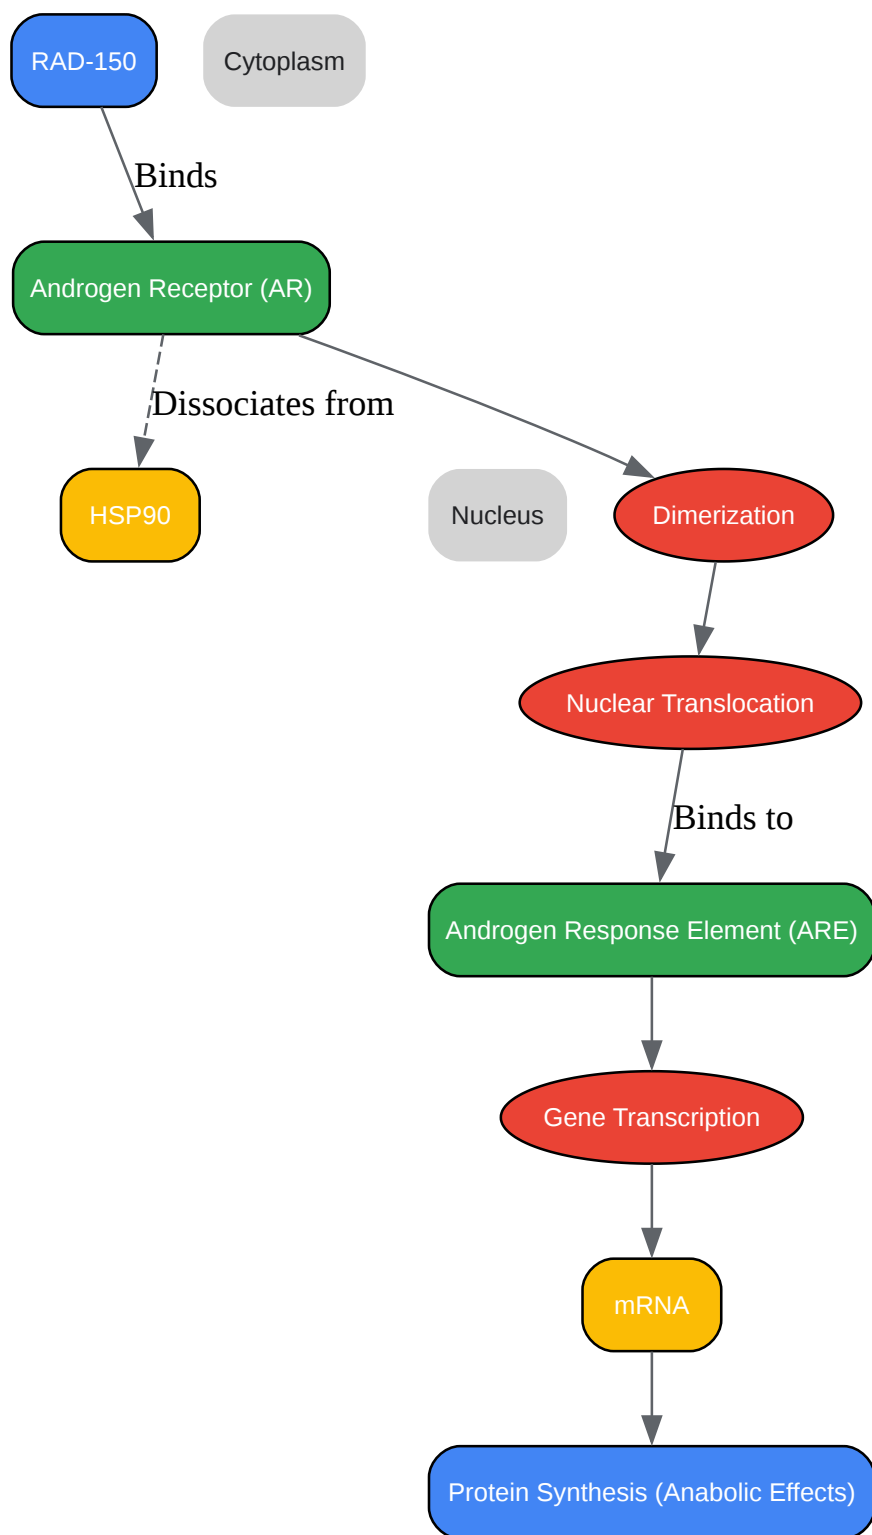 RAD-150
Cytoplasm
Binds
Androgen Receptor (AR)
Dissociates from
HSP90
Nucleus
Dimerization
Nuclear Translocation
Binds to
Androgen Response Element (ARE)
Gene Transcription
mRNA
Protein Synthesis (Anabolic Effects)